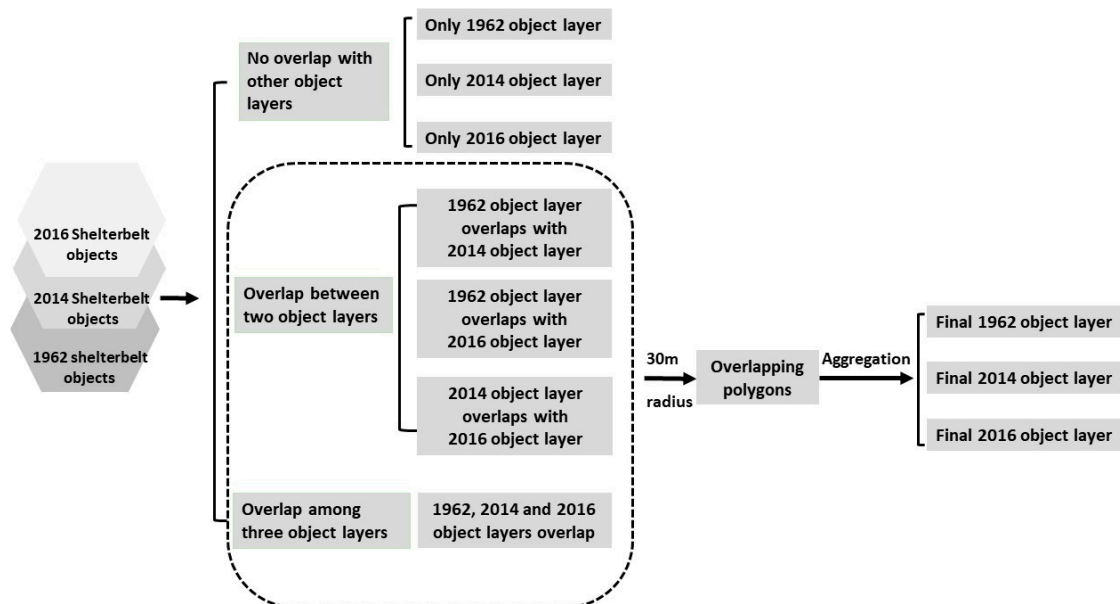 2016 Shelterbelt
objects
2014 Shelterbelt
objects
1962 shelterbelt
objects
No overlap with
other object
layers
Only 1962 object layer
Only 2014 object layer
Only 2016 object layer
Overlap between
two object layers
1962 object layer
overlaps with
2014 object layer
1962 object layer
overlaps with
2016 object layer
2014 object layer
overlaps with
2016 object layer
Overlap among
three object layers
1962, 2014 and 2016
object layers overlap
30m
radius
Overlapping
polygons
Aggregation
Final 1962 object layer
Final 2014 object layer
Final 2016 object layer